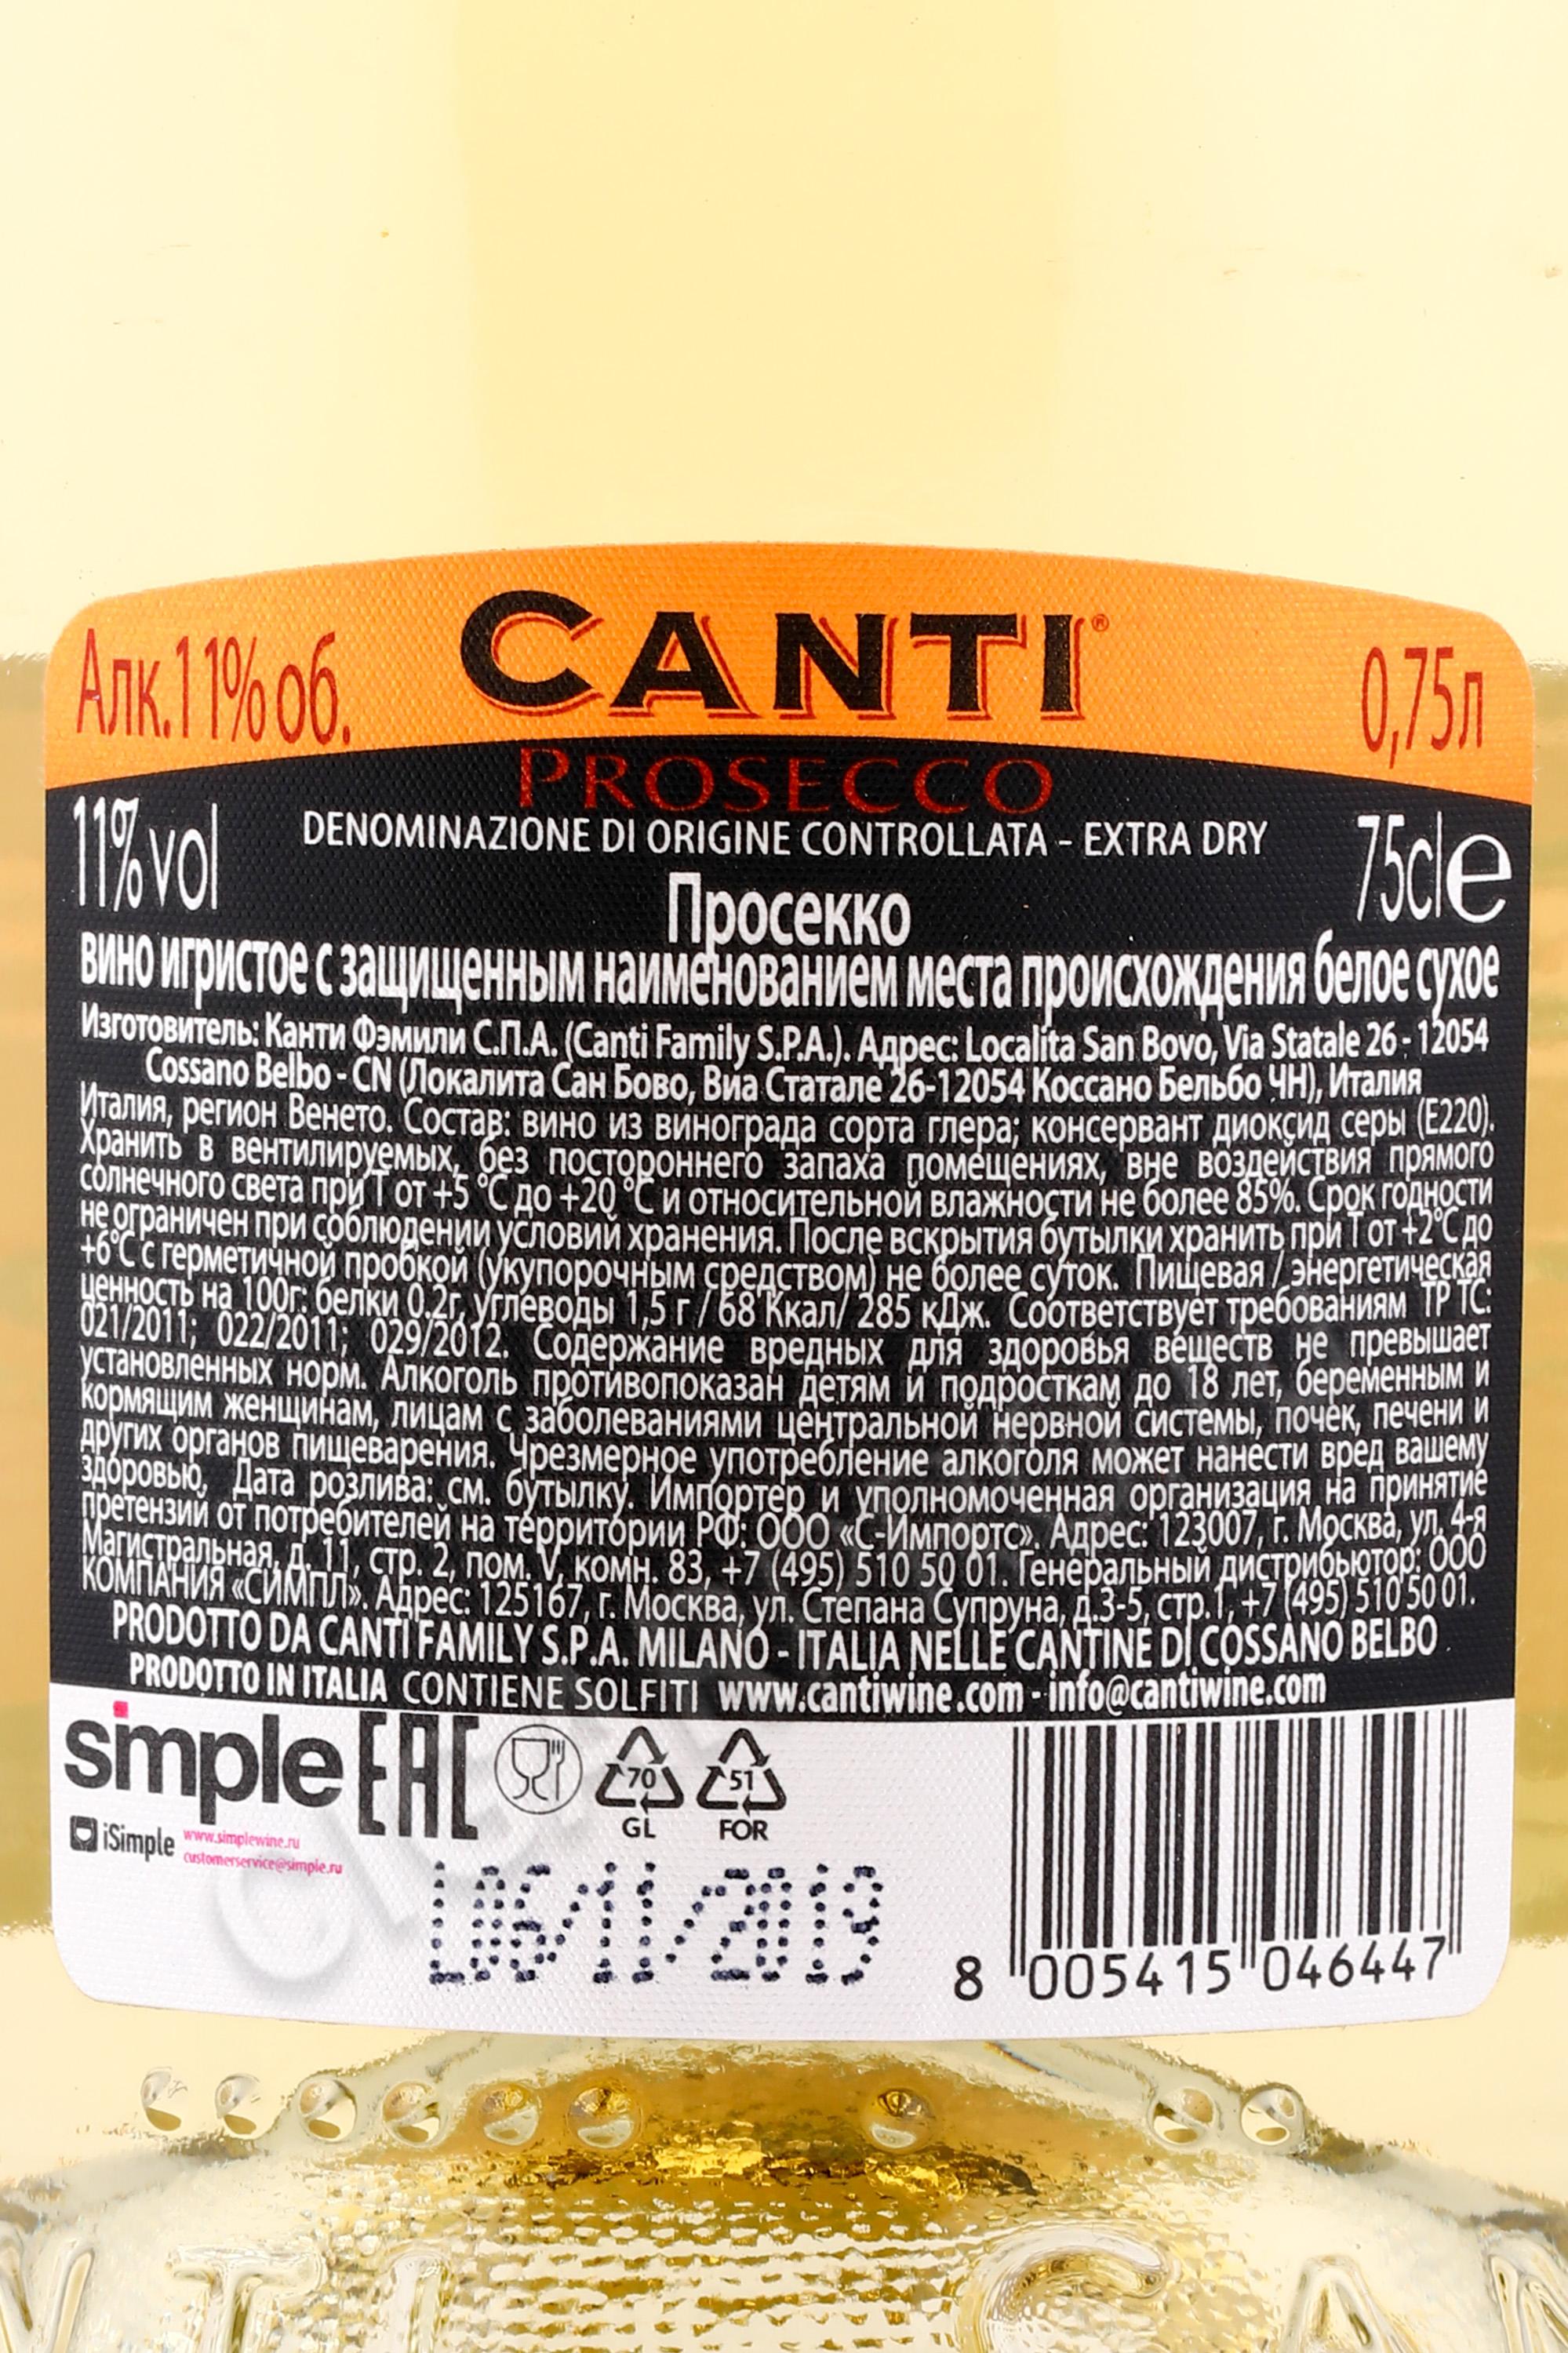 CANTI®
Алк.11% об.
0,75л
PROSECCO
11% vol
DENOMINAZIONE DI ORIGINE CONTROLLATA - EXTRA DRY
75cl e
Просекко
вино игристое с защищенным наименованием места происхождения белое сухое
Изготовитель: Канти Фэмили С.П.А. (Canti Family S.P.A.). Адрес: Localita San Bovo, Via Statale 26 - 12054
Cossano Belbo - CN (Локалита Сан Бово, Виа Статале 26-12054 Коссано Бельбо ЧН), Италия
Италия, регион Венето. Состав: вино из винограда сорта глера; консервант диоксид серы (Е220).
Хранить в вентилируемых, без постороннего запаха помещениях, вне воздействия прямого
солнечного света при Т от +5 °С до +20 °С и относительной влажности не более 85%. Срок годности
не ограничен при соблюдении условий хранения. После вскрытия бутылки хранить при Т от +2°С до
+6°С с герметичной пробкой (укупорочным средством) не более суток. Пищевая / энергетическая
ценность на 100г: белки 0.2г, углеводы 1,5 г / 68 Ккал/ 285 кДж. Соответствует требованиям ТР ТС:
021/2011; 022/2011; 029/2012. Содержание вредных для здоровья веществ не превышает
установленных норм. Алкоголь противопоказан детям и подросткам до 18 лет, беременным и
кормящим женщинам, лицам с заболеваниями центральной нервной системы, почек, печени и
других органов пищеварения. Чрезмерное употребление алкоголя может нанести вред вашему
здоровью. Дата розлива: см. бутылку. Импортер и уполномоченная организация на принятие
претензий от потребителей на территории РФ: ООО «С-Импортс». Адрес: 123007, г. Москва, ул. 4-я
Магистральная, д. 11, стр. 2, пом. V, комн. 83, +7 (495) 510 50 01. Генеральный дистрибьютор: ООО
КОМПАНИЯ «СИМПЛ». Адрес: 125167, г. Москва, ул. Степана Супруна, д.3-5, стр.1, +7 (495) 510 50 01.
PRODOTTO DA CANTI FAMILY S.P.A. MILANO - ITALIA NELLE CANTINE DI COSSANO BELBO
PRODOTTO IN ITALIA CONTIENE SOLFITI www.cantiwine.com - info@cantiwine.com
simple EAC
70
51
GL
FOR
iSimple
www.simplewine.ru
customerservice@simple.ru
L06/11/2019
8 005415 046447